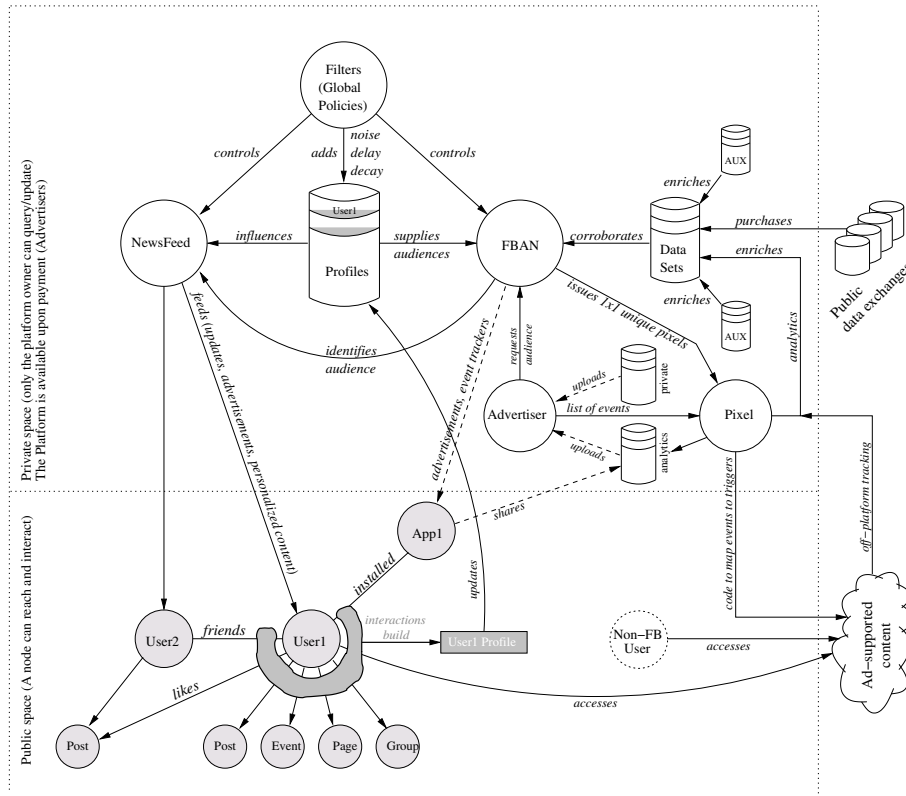 Filters
(Global
Policies)
controls
adds
noise
delay
decay
controls
AUX
enriches
User1
Profiles
NewsFeed
influences
supplies
audiences
FBAN
corroborates
Data
Sets
purchases
enriches
Public
data exchanges
enriches
AUX
issues 1x1 unique pixels
identifies
audience
requests
audience
analytics
feeds (updates, advertisements, personalized content)
advertisements, event trackers
uploads
private
Advertiser
list of events
Pixel
uploads
analytics
Private space (only the platform owner can query/update)
The Platform is available upon payment (Advertisers)
App1
shares
code to map events to triggers
off−platform tracking
installed
updates
User2
friends
User1
interactions
build
User1 Profile
Non−FB
User
accesses
Ad−supported
content
likes
accesses
Post
Post
Event
Page
Group
Public space (A node can reach and interact)